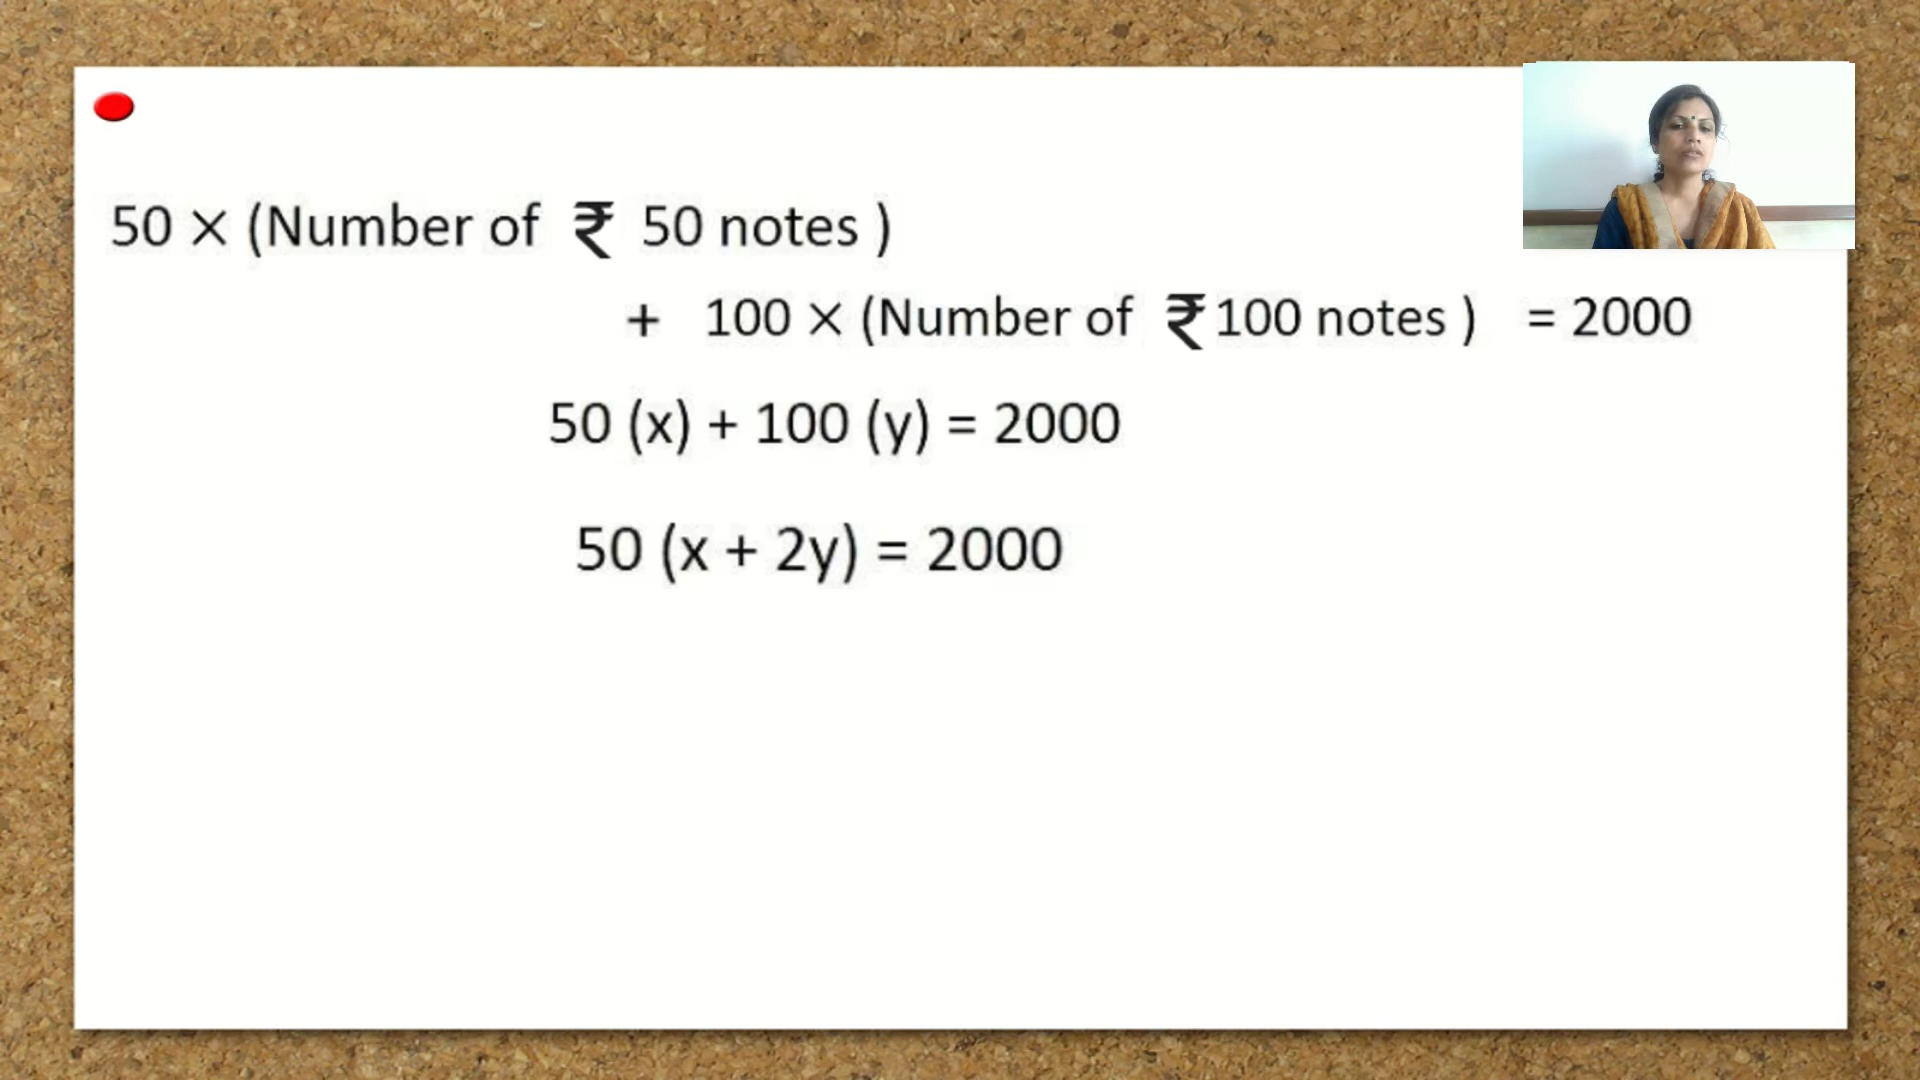 50 × (Number of ₹ 50 notes )
+ 100 × (Number of ₹ 100 notes ) = 2000
50 (x) + 100 (y) = 2000
50 (x + 2y) = 2000